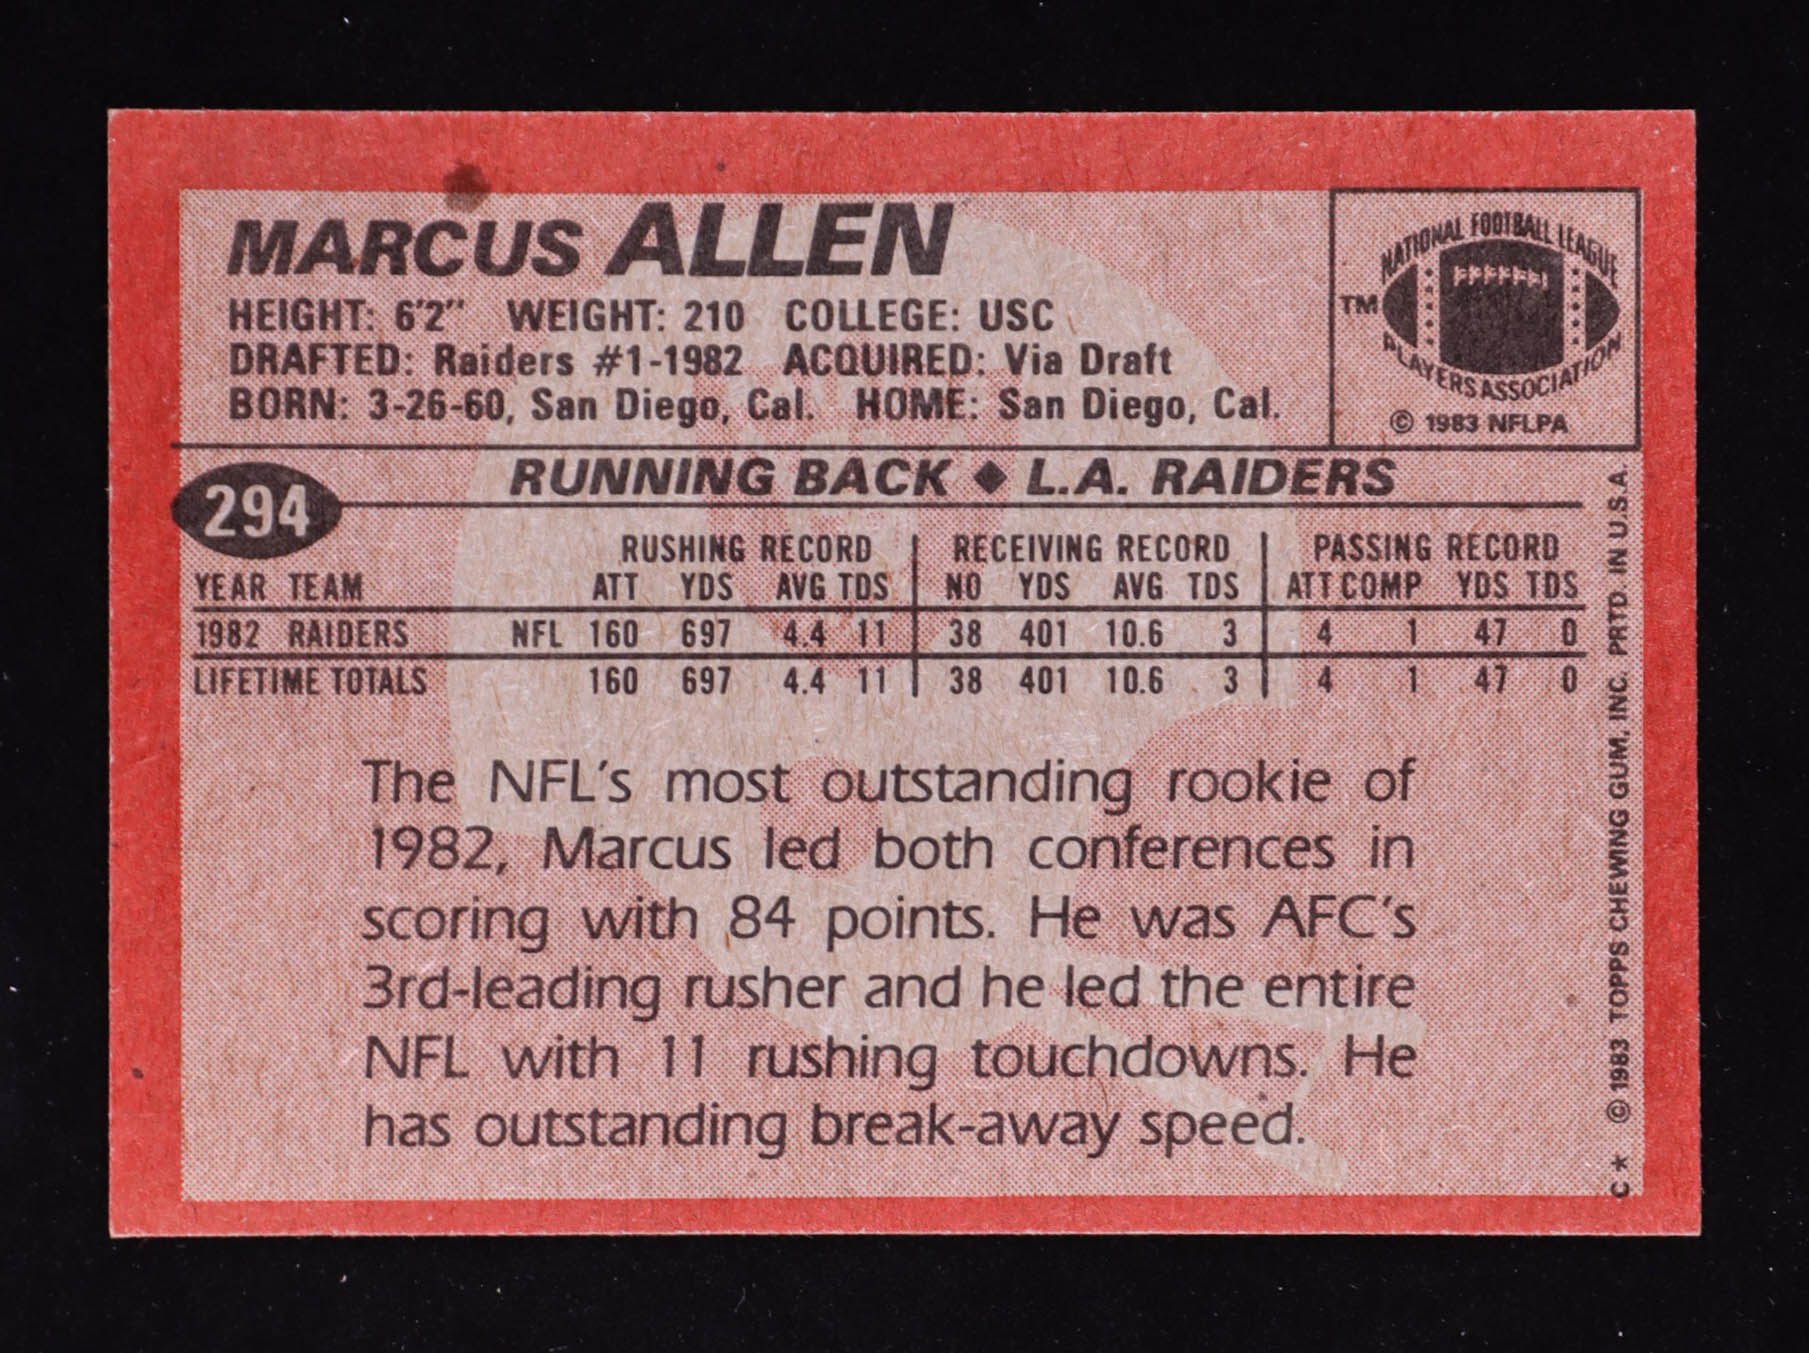 MARCUS ALLEN
HEIGHT: 6'2" WEIGHT: 210 COLLEGE: USC
DRAFTED: Raiders #1-1982 ACQUIRED: Via Draft
BORN: 3-26-60, San Diego, Cal. HOME: San Diego, Cal.
NATIONAL FOOTBALL LEAGUE
TM
PLAYERS ASSOCIATION
© 1983 NFLPA
294
RUNNING BACK ◆ L.A. RAIDERS
RUSHING RECORD RECEIVING RECORD PASSING RECORD
YEAR TEAM ATT YDS AVG TDS NO YDS AVG TDS ATT COMP YDS TDS
1982 RAIDERS NFL 160 697 4.4 11 38 401 10.6 3 4 1 47 0
LIFETIME TOTALS 160 697 4.4 11 38 401 10.6 3 4 1 47 0
The NFL's most outstanding rookie of
1982, Marcus led both conferences in
scoring with 84 points. He was AFC's
3rd-leading rusher and he led the entire
NFL with 11 rushing touchdowns. He
has outstanding break-away speed.
C* © 1983 TOPPS CHEWING GUM, INC. PRTD. IN U.S.A.